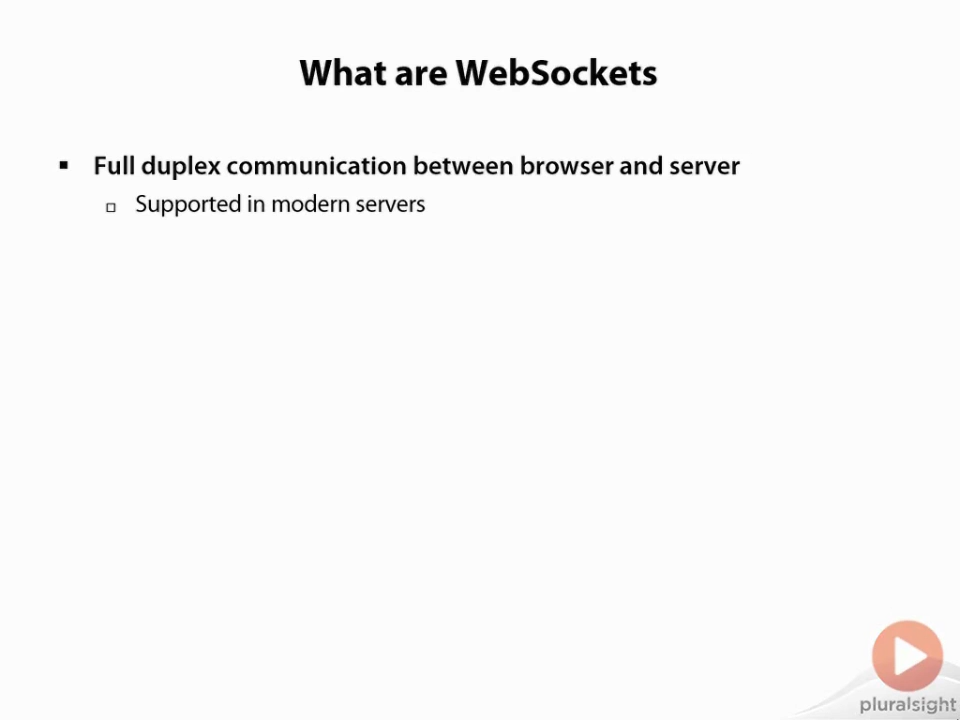 What are WebSockets
▪ Full duplex communication between browser and server
▫ Supported in modern servers
pluralsight